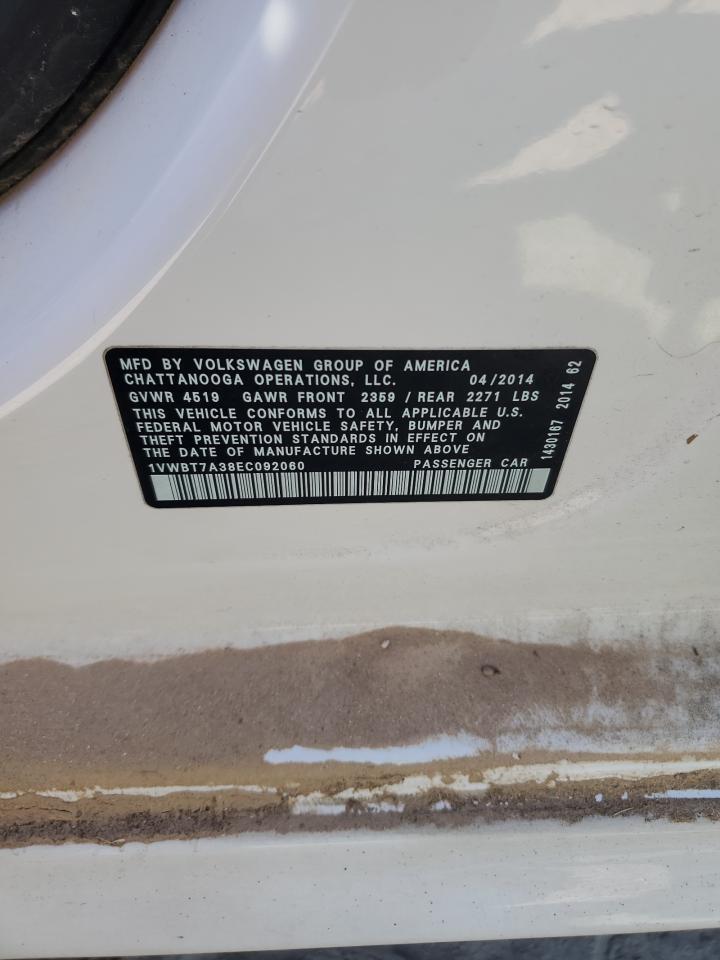 MFD BY VOLKSWAGEN GROUP OF AMERICA
CHATTANOOGA OPERATIONS, LLC. 04/2014
GVWR 4519 GAWR FRONT 2359 / REAR 2271 LBS
THIS VEHICLE CONFORMS TO ALL APPLICABLE U.S.
FEDERAL MOTOR VEHICLE SAFETY, BUMPER AND
THEFT PREVENTION STANDARDS IN EFFECT ON
THE DATE OF MANUFACTURE SHOWN ABOVE
1VWBT7A38EC092060 PASSENGER CAR
1430167 2014 62